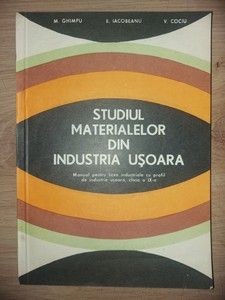 M. GHIMPU E. IACOBEANU V. COCIU
STUDIUL
MATERIALELOR
DIN
INDUSTRIA UŞOARA
Manual pentru licee industriale cu profil
de industrie uşoară, clasa a IX-a